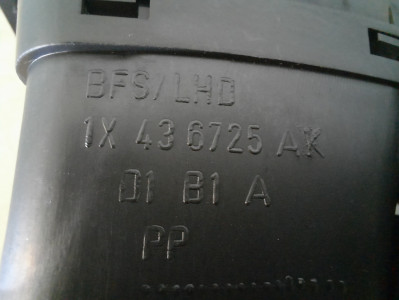 BFS/LHD
1X 43 6725 AK
D1 B1 A
PP